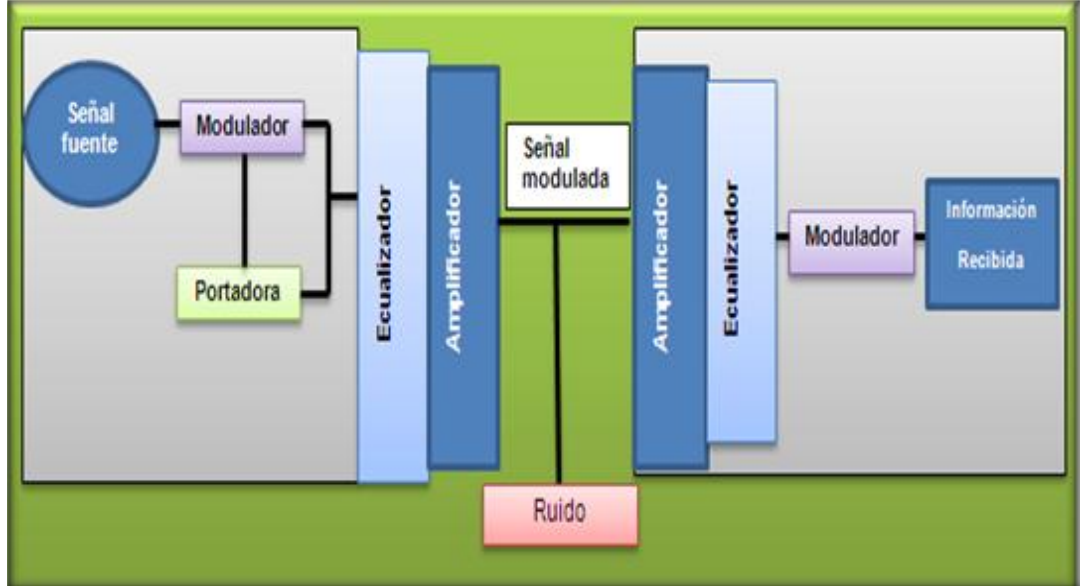 Señal
fuente
Modulador
Portadora
Ecualizador
Amplificador
Señal
modulada
Ruido
Amplificador
Ecualizador
Modulador
Información
Recibida